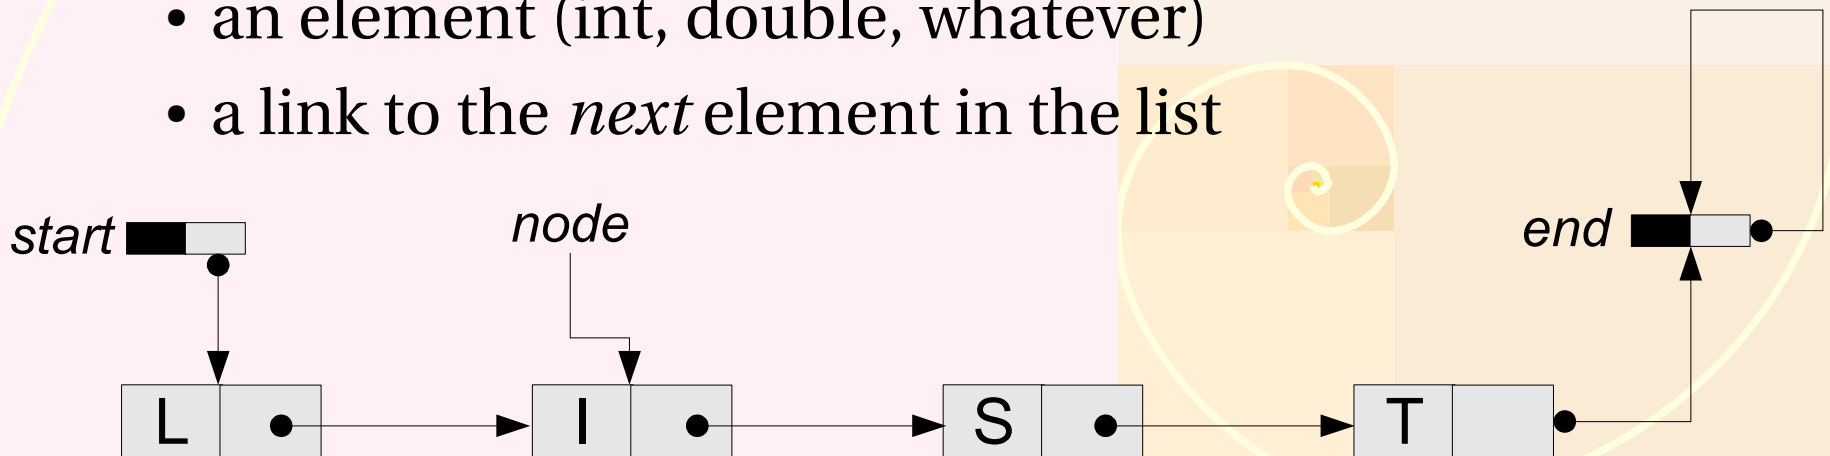 • an element (int, double, whatever)
• a link to the next element in the list
start node end
L I S T